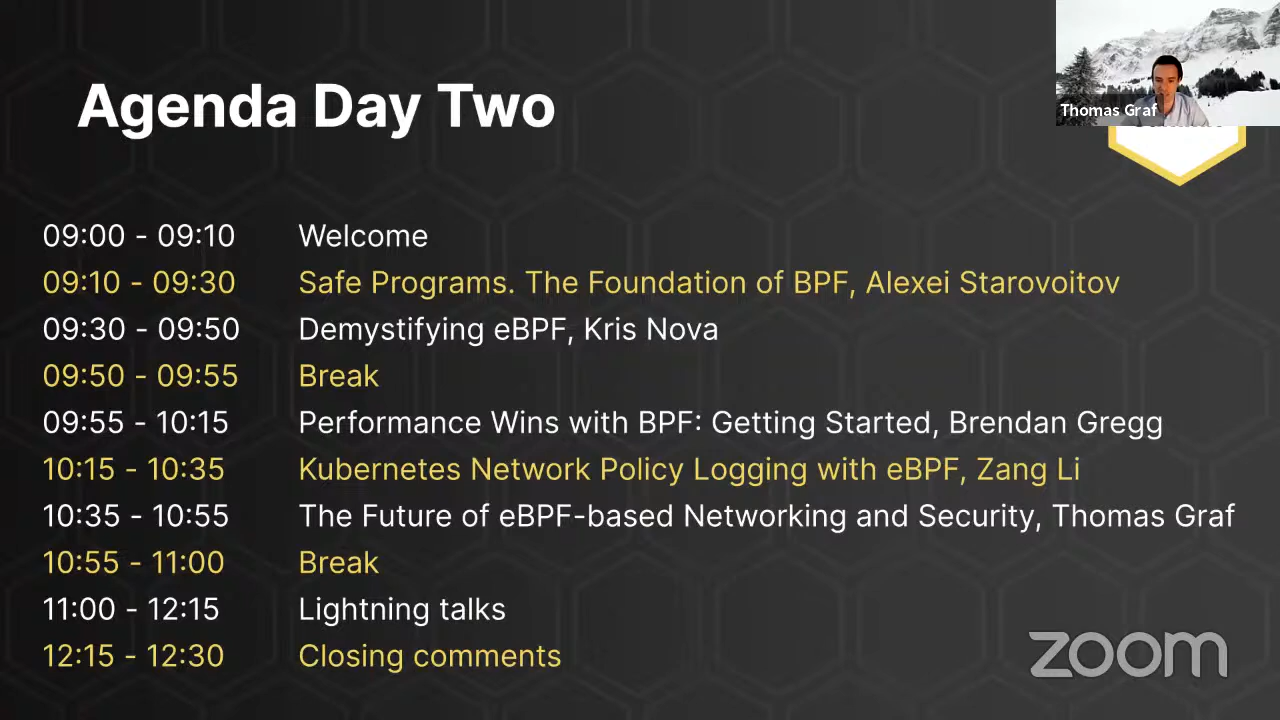 Agenda Day Two
Thomas Graf
09:00 - 09:10 Welcome
09:10 - 09:30 Safe Programs. The Foundation of BPF, Alexei Starovoitov
09:30 - 09:50 Demystifying eBPF, Kris Nova
09:50 - 09:55 Break
09:55 - 10:15 Performance Wins with BPF: Getting Started, Brendan Gregg
10:15 - 10:35 Kubernetes Network Policy Logging with eBPF, Zang Li
10:35 - 10:55 The Future of eBPF-based Networking and Security, Thomas Graf
10:55 - 11:00 Break
11:00 - 12:15 Lightning talks
12:15 - 12:30 Closing comments
zoom